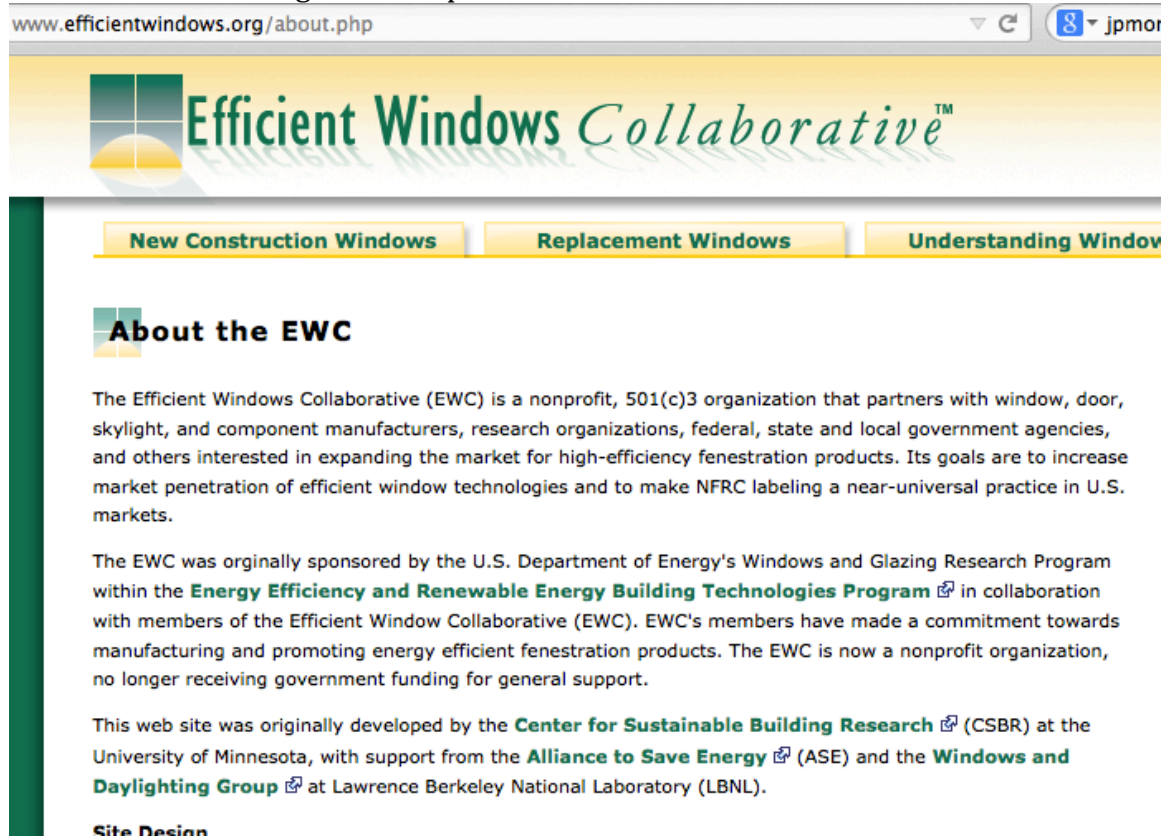 www.efficientwindows.org/about.php
jpmor
Efficient Windows Collaborative™
New Construction Windows
Replacement Windows
Understanding Window
About the EWC
The Efficient Windows Collaborative (EWC) is a nonprofit, 501(c)3 organization that partners with window, door,
skylight, and component manufacturers, research organizations, federal, state and local government agencies,
and others interested in expanding the market for high-efficiency fenestration products. Its goals are to increase
market penetration of efficient window technologies and to make NFRC labeling a near-universal practice in U.S.
markets.
The EWC was orginally sponsored by the U.S. Department of Energy's Windows and Glazing Research Program
within the Energy Efficiency and Renewable Energy Building Technologies Program in collaboration
with members of the Efficient Window Collaborative (EWC). EWC's members have made a commitment towards
manufacturing and promoting energy efficient fenestration products. The EWC is now a nonprofit organization,
no longer receiving government funding for general support.
This web site was originally developed by the Center for Sustainable Building Research (CSBR) at the
University of Minnesota, with support from the Alliance to Save Energy (ASE) and the Windows and
Daylighting Group at Lawrence Berkeley National Laboratory (LBNL).
Site Design